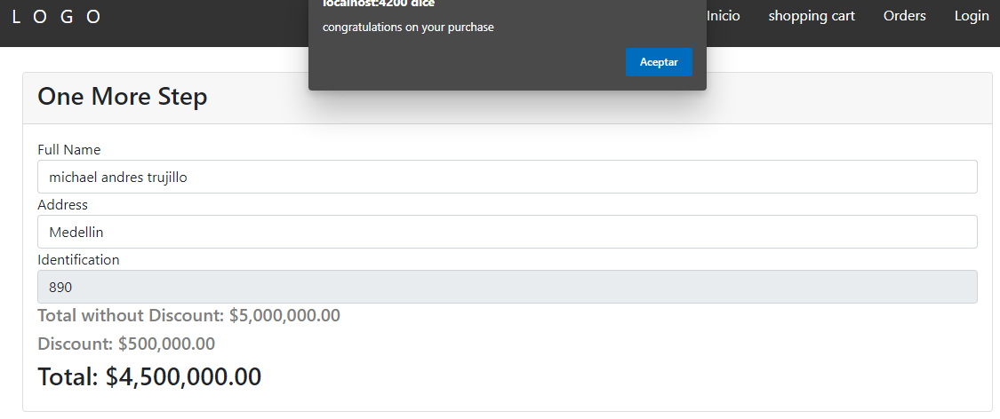 L O G O
localhost:4200 dice
Inicio shopping cart Orders Login
congratulations on your purchase
Aceptar
One More Step
Full Name
michael andres trujillo
Address
Medellin
Identification
890
Total without Discount: $5,000,000.00
Discount: $500,000.00
Total: $4,500,000.00